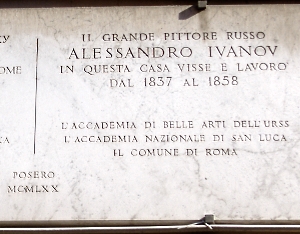 IL GRANDE PITTORE RUSSO
ALESSANDRO IVANOV
IN QUESTA CASA VISSE E LAVORÒ
DAL 1837 AL 1858
L'ACCADEMIA DI BELLE ARTI DELL'URSS
L'ACCADEMIA NAZIONALE DI SAN LUCA
IL COMUNE DI ROMA
POSERO
MCMLXX